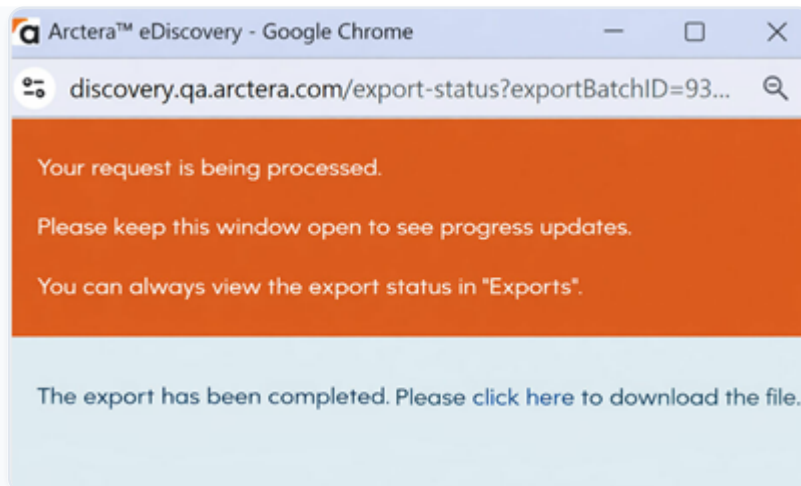 Arctera™ eDiscovery - Google Chrome
discovery.qa.arctera.com/export-status?exportBatchID=93...
Your request is being processed.
Please keep this window open to see progress updates.
You can always view the export status in "Exports".
The export has been completed. Please click here to download the file.